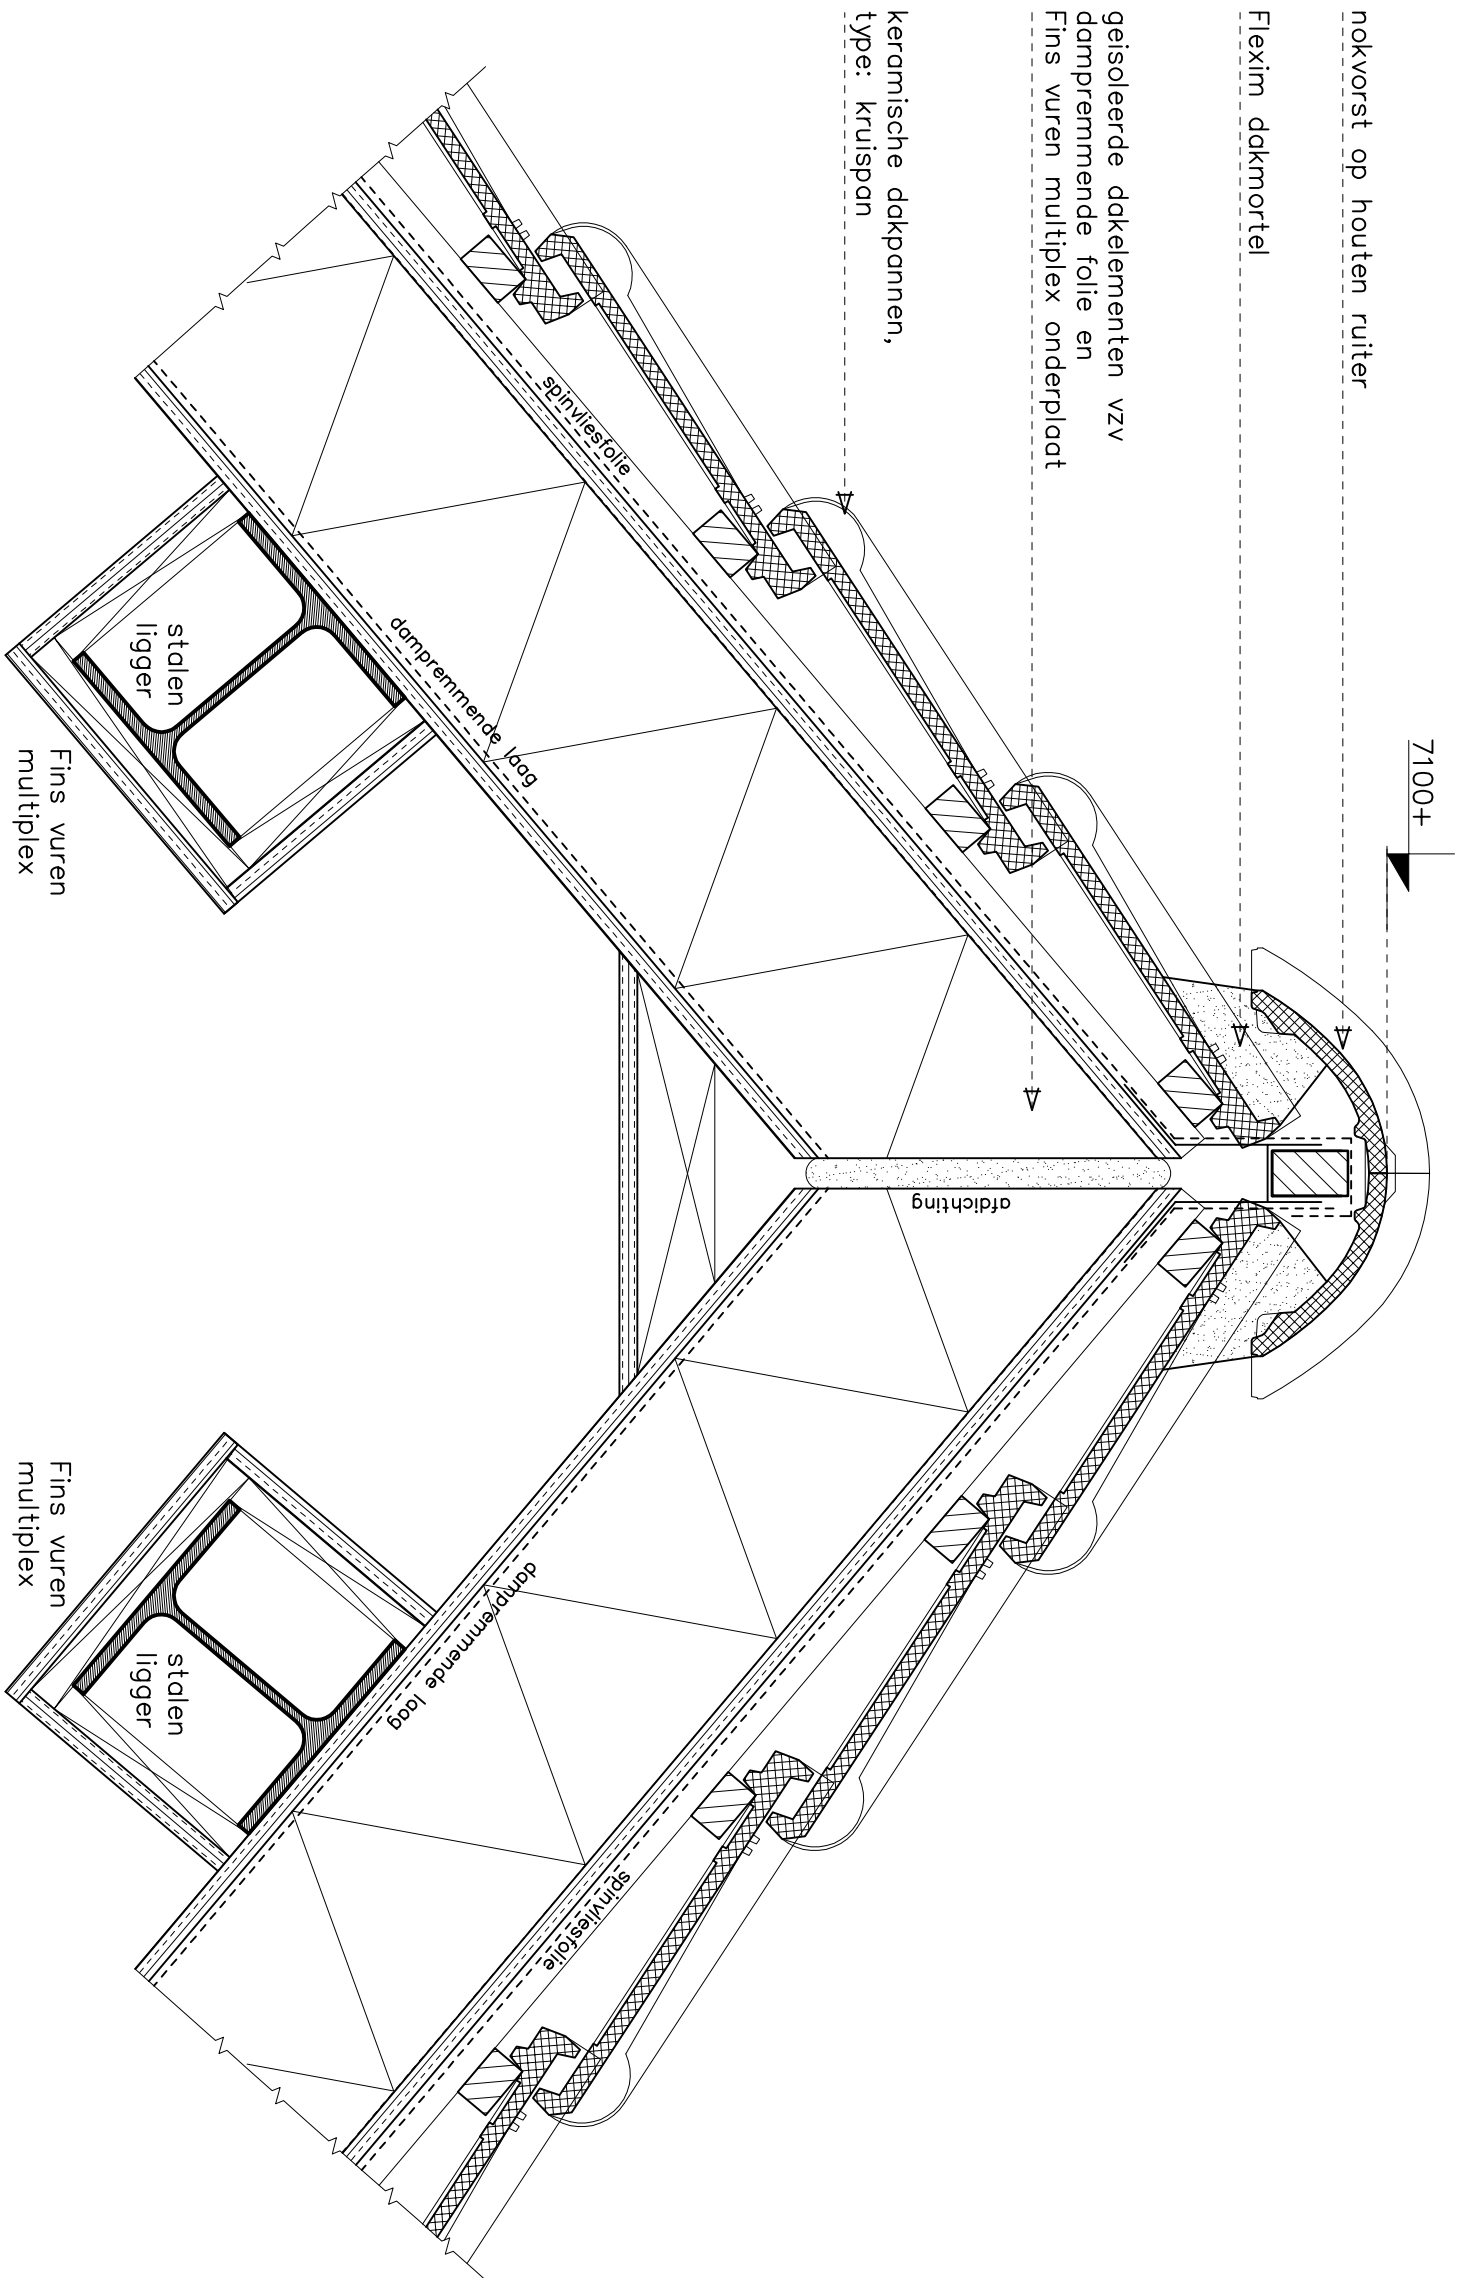 nokvorst op houten ruiter
Flexim dakmortel
geisoleerde dakelementen vzv
dampremmende folie en
Fins vuren multiplex onderplaat
keramische dakpannen,
type: kruispan
7100+
spinvliesfolie
dampremmende laag
stalen
ligger
Fins vuren
multiplex
afdichting
spinvliesfolie
dampremmende laag
stalen
ligger
Fins vuren
multiplex